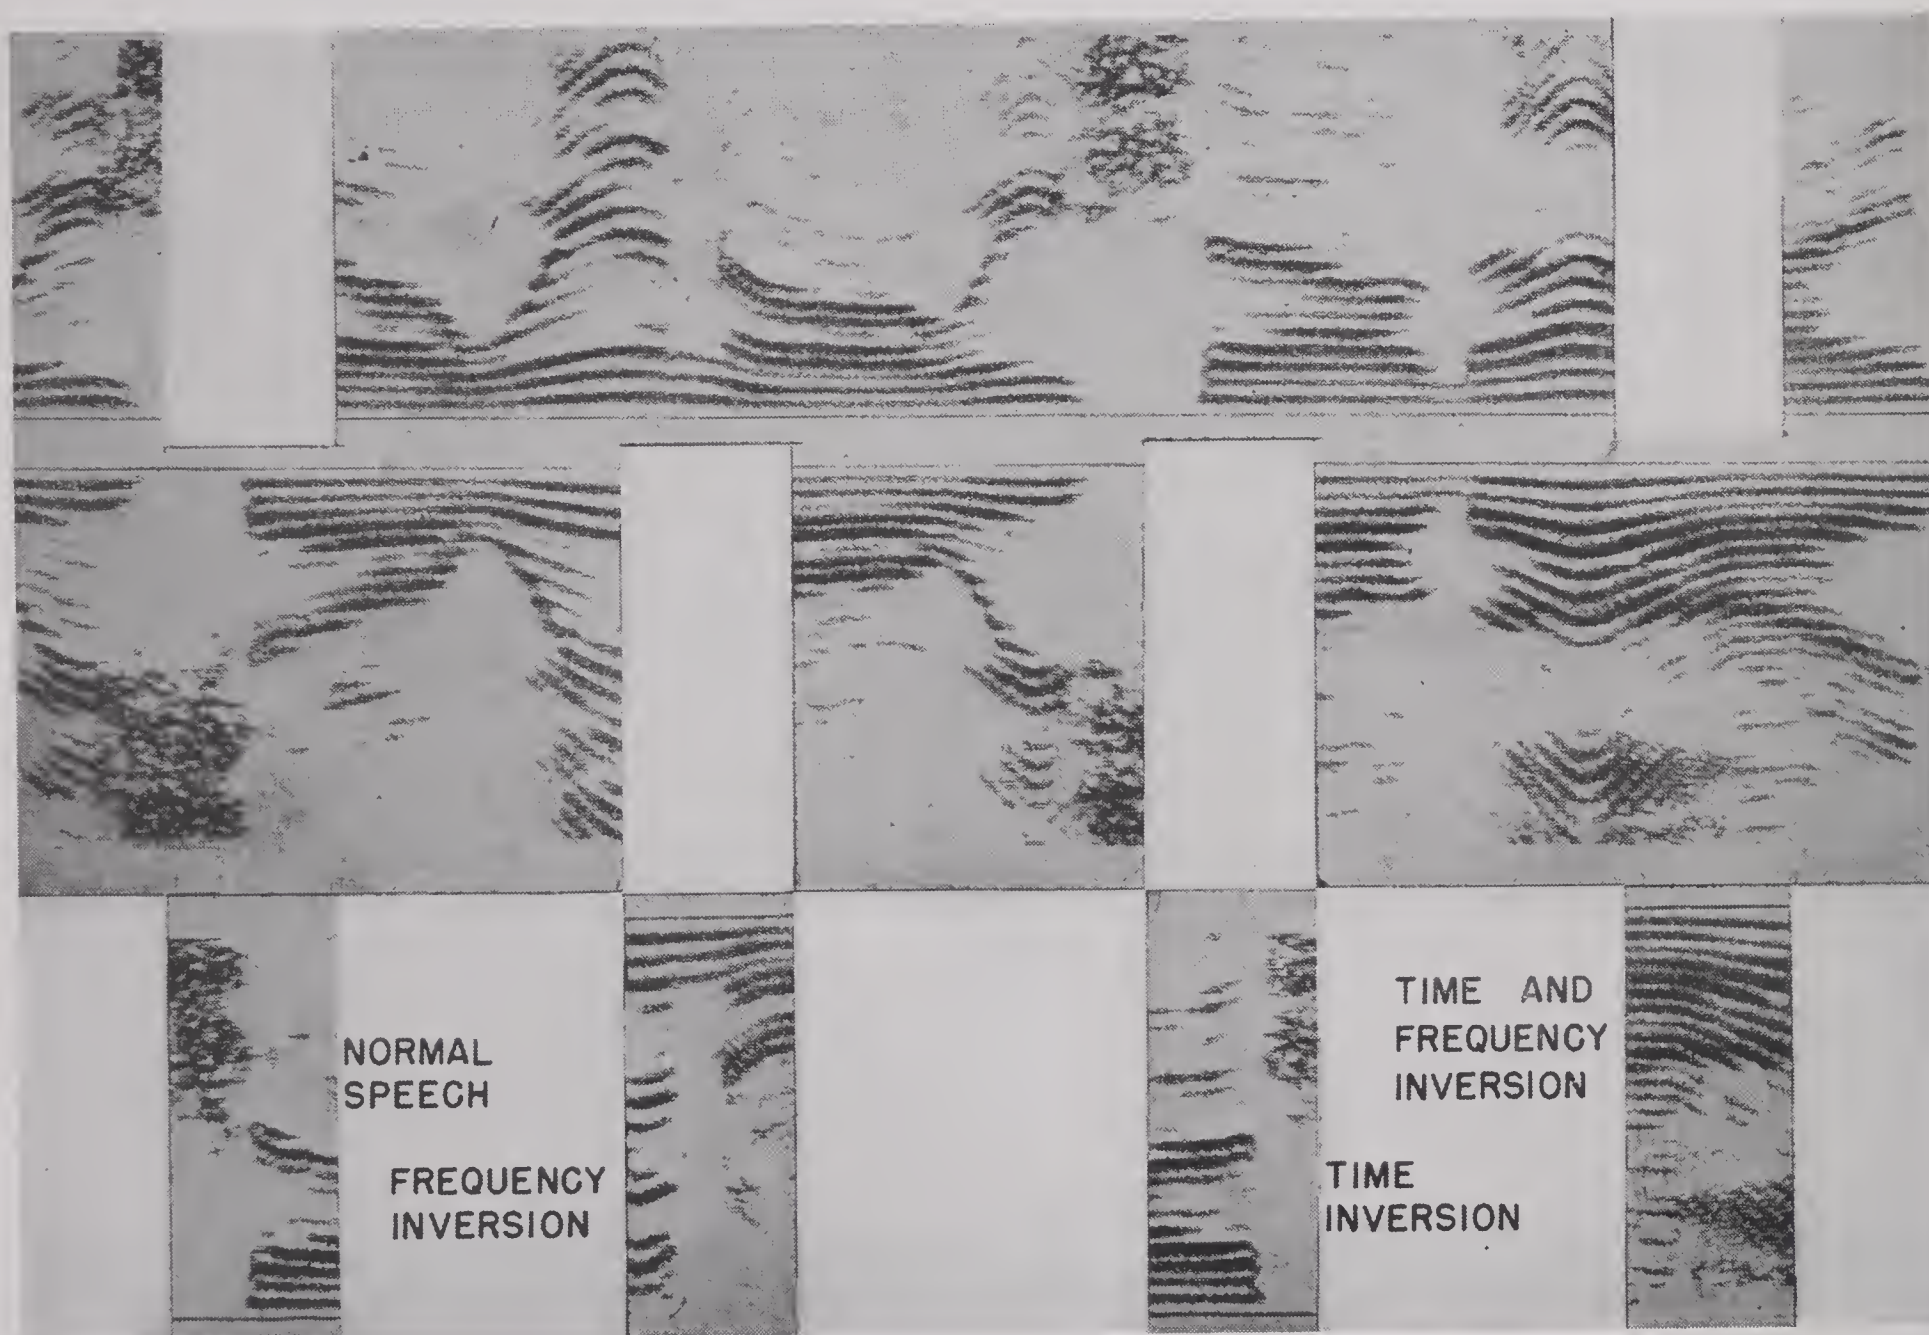 NORMAL
SPEECH
FREQUENCY
INVERSION
TIME AND
FREQUENCY
INVERSION
TIME
INVERSION